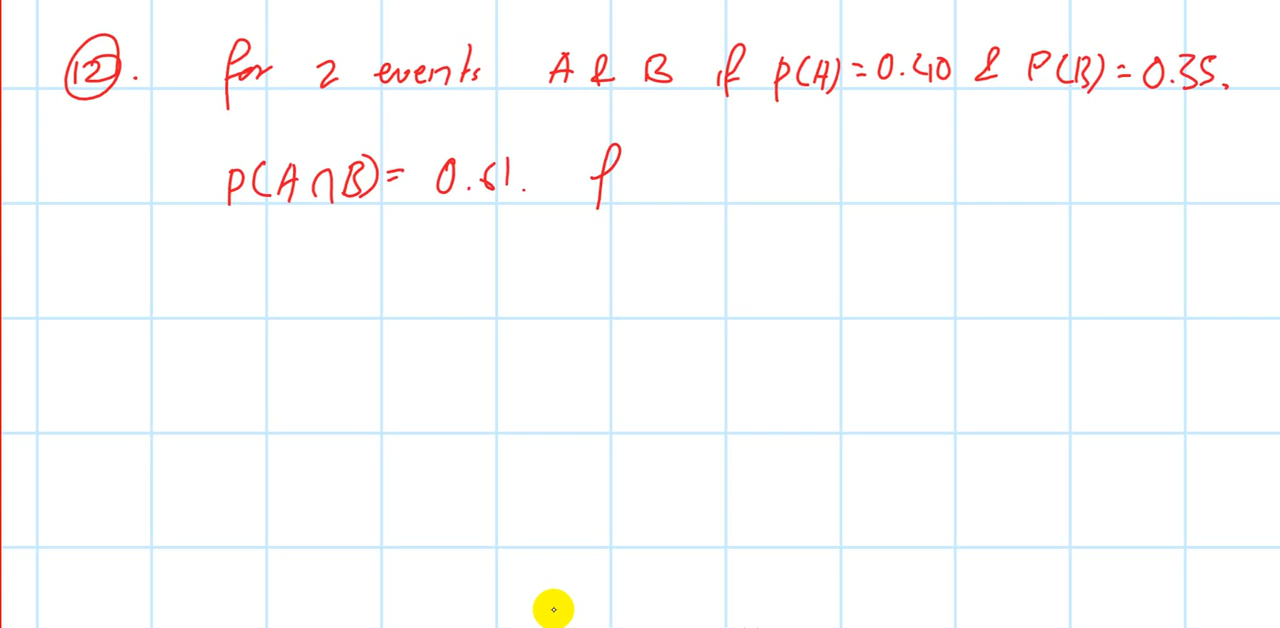 (12). for 2 events A & B if P(A)=0.40 & P(B)=0.35.
P(A∩B)= 0.61. f